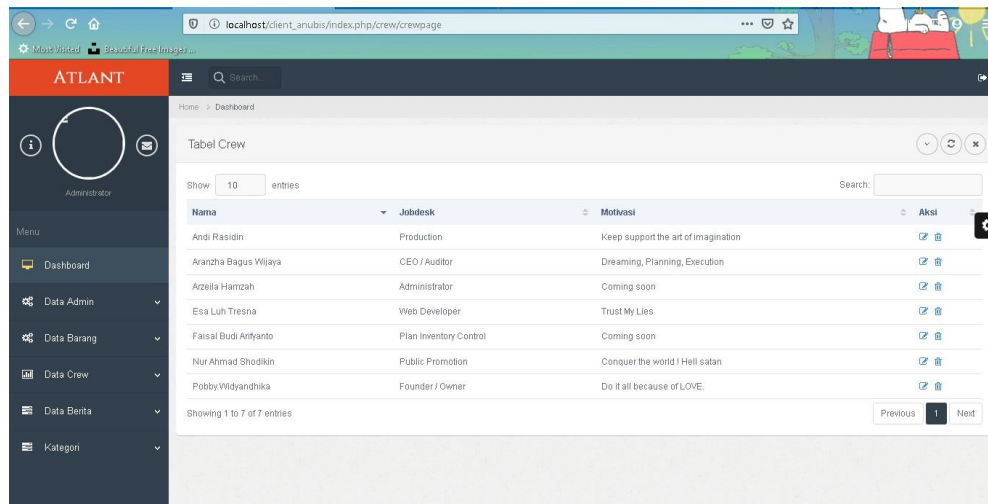 localhost/client_anubis/index.php/crew/crewpage
Most Visited Beautiful Free Images ...
ATLANT
Search...
Home > Dashboard
Tabel Crew
Administrator
Show 10 entries Search:
Nama Jobdesk Motivasi Aksi
Andi Rasidin Production Keep support the art of imagination
Aranzha Bagus Wijaya CEO / Auditor Dreaming, Planning, Execution
Arzeila Hamzah Administrator Coming soon
Esa Luh Tresna Web Developer Trust My Lies
Faisal Budi Arifyanto Plan Inventory Control Coming soon
Nur Ahmad Shodikin Public Promotion Conquer the world ! Hell satan
Pobby Widyandhika Founder / Owner Do it all because of LOVE.
Showing 1 to 7 of 7 entries Previous 1 Next
Menu
Dashboard
Data Admin
Data Barang
Data Crew
Data Berita
Kategori